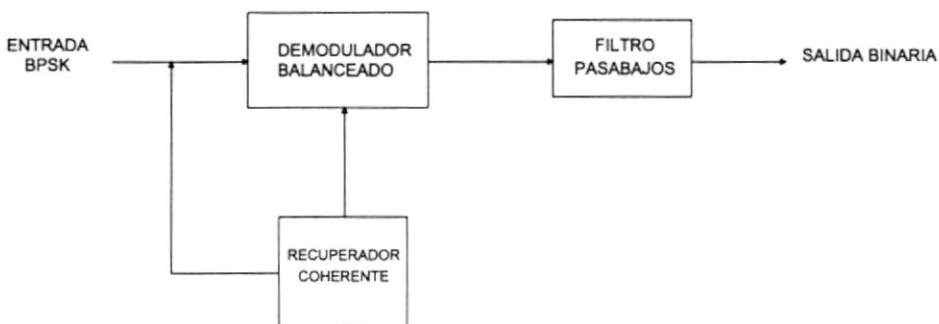 ENTRADA
BPSK
DEMODULADOR
BALANCEADO
FILTRO
PASABAJOS
SALIDA BINARIA
RECUPERADOR
COHERENTE